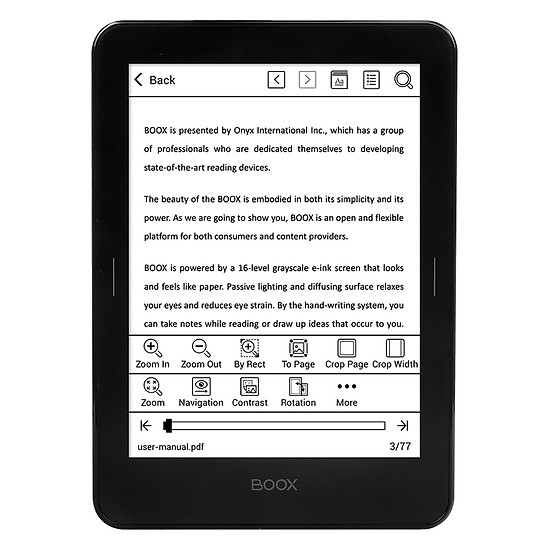 Back
Aa
BOOX is presented by Onyx International Inc., which has a group
of professionals who are dedicated themselves to developing
state-of-the-art reading devices.
The beauty of the BOOX is embodied in both its simplicity and its
power. As we are going to show you, BOOX is an open and flexible
platform for both consumers and content providers.
BOOX is powered by a 16-level grayscale e-ink screen that looks
and feels like paper. Passive lighting and diffusing surface relaxes
your eyes and reduces eye strain. By the hand-writing system, you
can take notes while reading or draw up ideas that occur to you.
Zoom In Zoom Out By Rect To Page Crop Page Crop Width
Zoom Navigation Contrast Rotation More
user-manual.pdf 3/77
BOOX